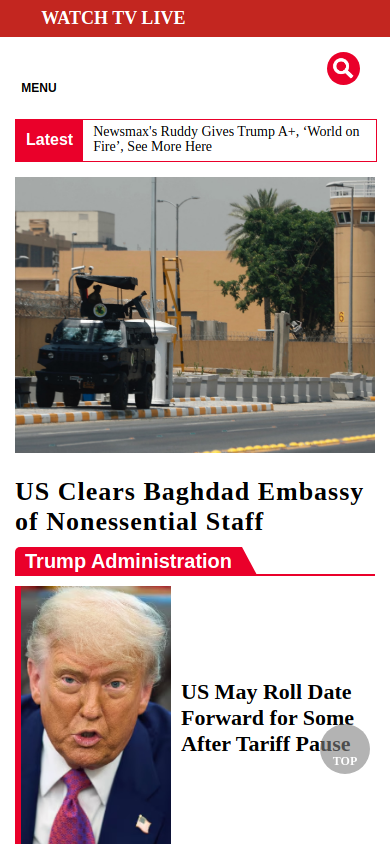 WATCH TV LIVE
MENU
Latest
Newsmax's Ruddy Gives Trump A+, ‘World on
Fire’, See More Here
6
US Clears Baghdad Embassy
of Nonessential Staff
Trump Administration
US May Roll Date
Forward for Some
After Tariff Pause
TOP